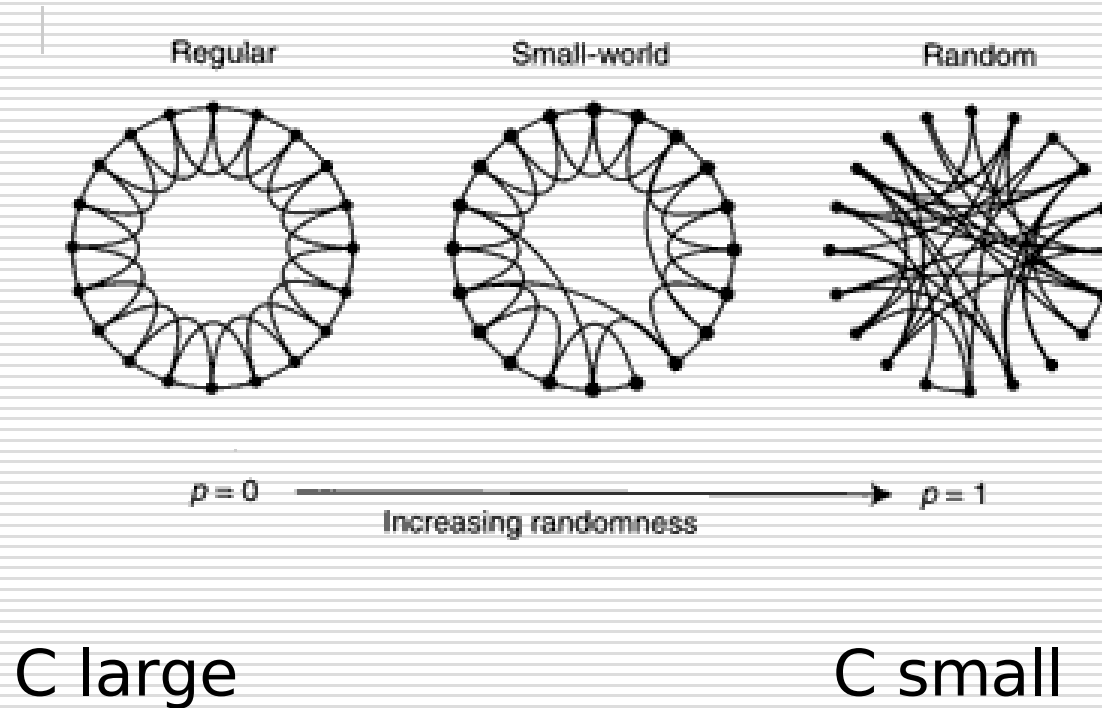 Regular Small-world Random
p = 0 p = 1
Increasing randomness
C large C small